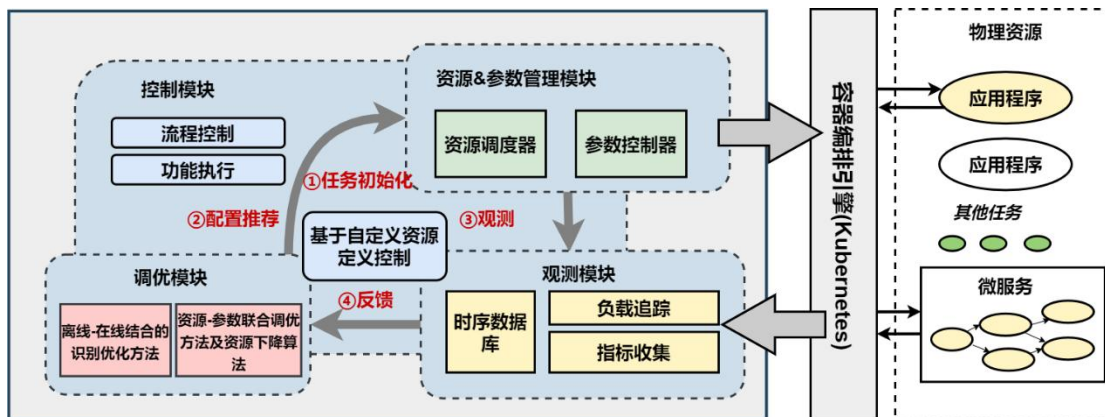 控制模块
流程控制
功能执行
资源&参数管理模块
资源调度器
参数控制器
①任务初始化
②配置推荐
③观测
基于自定义资源
定义控制
④反馈
调优模块
离线-在线结合的
识别优化方法
资源-参数联合调优
方法及资源下降算
法
观测模块
时序数据
库
负载追踪
指标收集
容器编排引擎(Kubernetes)
物理资源
应用程序
应用程序
其他任务
微服务